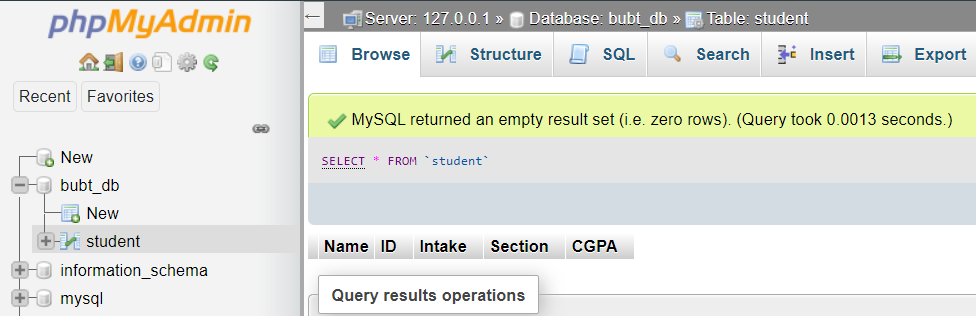 phpMyAdmin
Recent Favorites
New
bubt_db
New
student
information_schema
mysql
Server: 127.0.0.1 » Database: bubt_db » Table: student
Browse Structure SQL Search Insert Export
MySQL returned an empty result set (i.e. zero rows). (Query took 0.0013 seconds.)
SELECT * FROM `student`
Name ID Intake Section CGPA
Query results operations